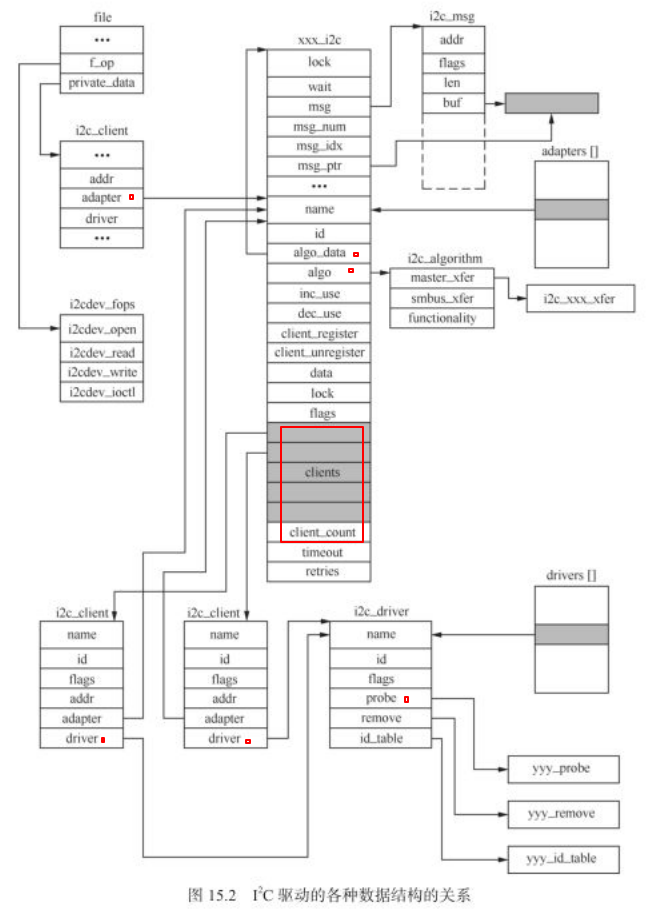 file
•••
f_op
private_data
i2c_client
•••
addr
adapter
driver
•••
i2cdev_fops
i2cdev_open
i2cdev_read
i2cdev_write
i2cdev_ioctl
xxx_i2c
lock
wait
msg
msg_num
msg_idx
msg_ptr
•••
name
id
algo_data
algo
inc_use
dec_use
client_register
client_unregister
data
lock
flags
clients
client_count
timeout
retries
i2c_msg
addr
flags
len
buf
adapters []
i2c_algorithm
master_xfer
smbus_xfer
functionality
i2c_xxx_xfer
i2c_client
name
id
flags
addr
adapter
driver
i2c_client
name
id
flags
addr
adapter
driver
i2c_driver
name
id
flags
probe
remove
id_table
drivers []
yyy_probe
yyy_remove
yyy_id_table
图 15.2 I²C 驱动的各种数据结构的关系